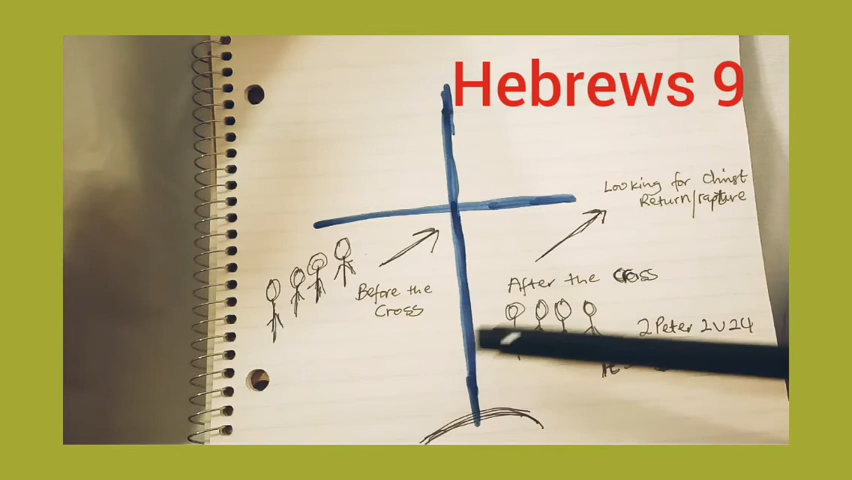 Hebrews 9
Looking for Christ
Return/rapture
Before the
Cross
After the Cross
2 Peter 2 v 24